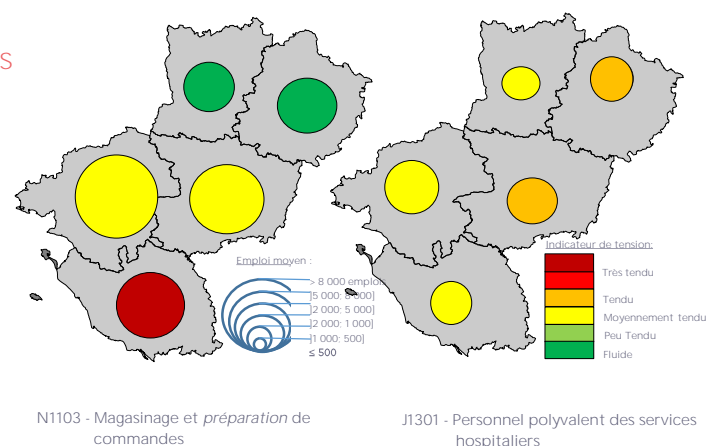 S
Emploi moyen :
> 8 000 emplois
]5 000; 8 000]
]2 000; 5 000]
]2 000; 1 000]
]1 000; 500]
≤ 500
Indicateur de tension:
Très tendu
Tendu
Moyennement tendu
Peu Tendu
Fluide
N1103 - Magasinage et préparation de
commandes
J1301 - Personnel polyvalent des services
hospitaliers